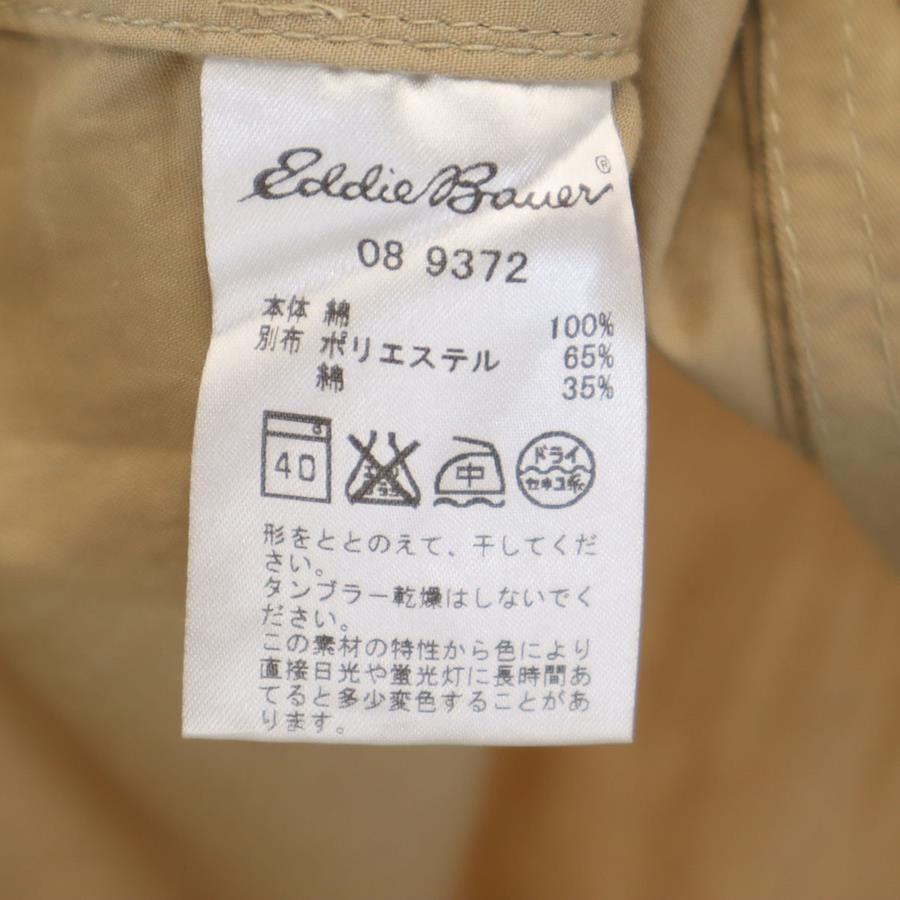 Eddie Bauer®
08 9372
本体 綿 100%
別布 ポリエステル 65%
綿 35%
40 中 ドライ
セキユ系
形をととのえて、干してくだ
さい。
タンブラー乾燥はしないでく
ださい。
この素材の特性から色により
直接日光や蛍光灯に長時間あ
てると多少変色することがあ
ります。